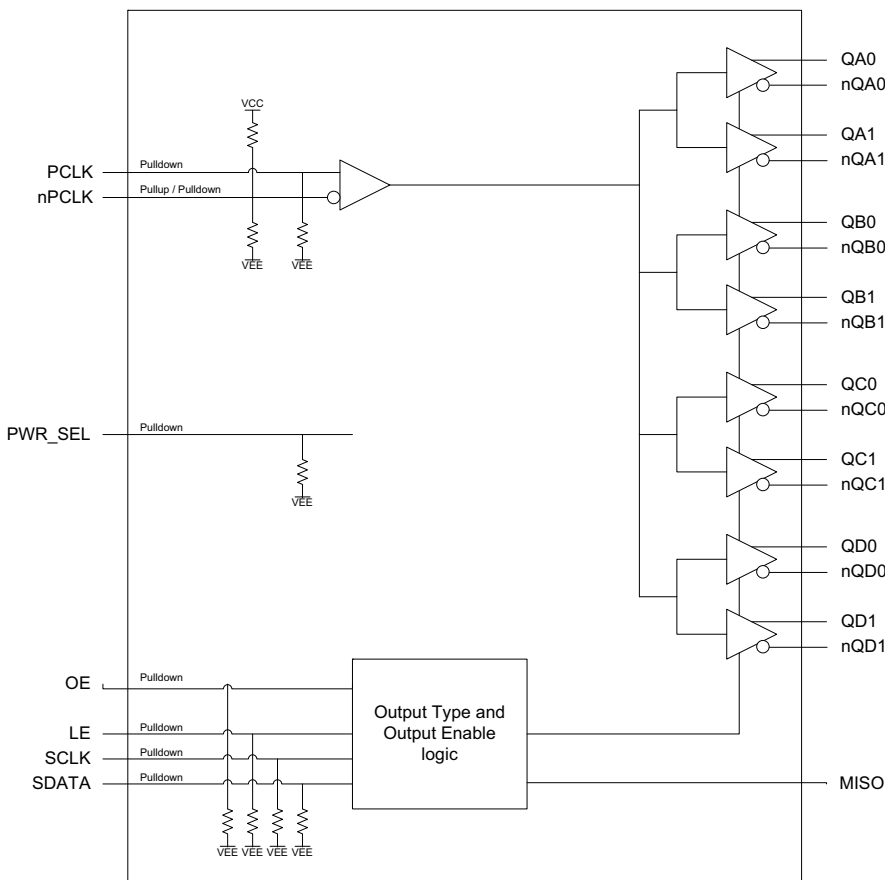 QA0
nQA0
VCC
QA1
PCLK Pulldown
nQA1
nPCLK Pullup / Pulldown
QB0
nQB0
VEE VEE
QB1
nQB1
QC0
nQC0
PWR_SEL Pulldown
QC1
nQC1
VEE
QD0
nQD0
QD1
nQD1
OE Pulldown
Output Type and
Output Enable
logic
LE Pulldown
SCLK Pulldown
SDATA Pulldown
MISO
VEE VEE VEE VEE